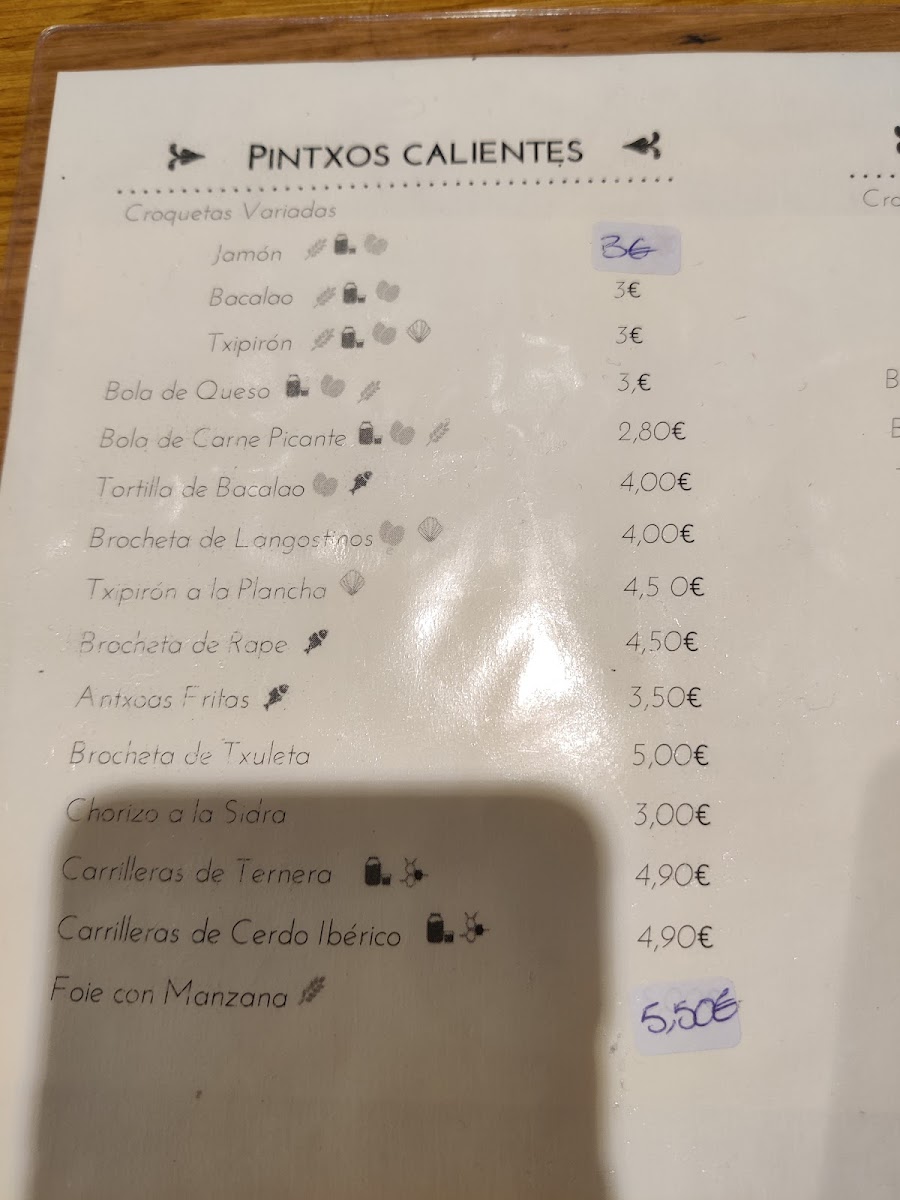 PINTXOS CALIENTES
Croquetas Variadas
Cro
Jamón 3€
Bacalao 3€
Txipirón 3€
Bola de Queso 3,€
B
Bola de Carne Picante 2,80€
Tortilla de Bacalao 4,00€
Brocheta de Langostinos 4,00€
Txipirón a la Plancha 4,5 0€
Brocheta de Rape 4,50€
Antxoas Fritas 3,50€
Brocheta de Txuleta 5,00€
Chorizo a la Sidra 3,00€
Carrilleras de Ternera 4,90€
Carrilleras de Cerdo Ibérico 4,90€
Foie con Manzana 5,50€